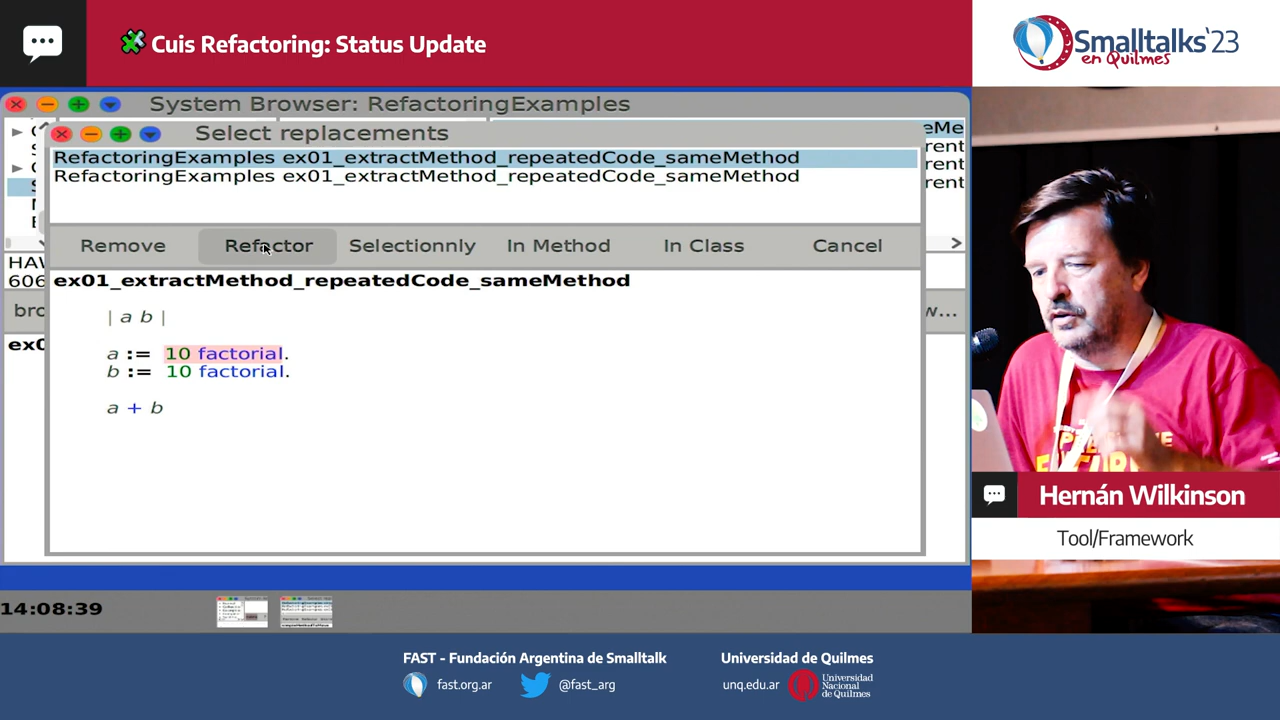 Cuis Refactoring: Status Update
Smalltalks'23
en Quilmes
System Browser: RefactoringExamples
Select replacements
RefactoringExamples ex01_extractMethod_repeatedCode_sameMethod
RefactoringExamples ex01_extractMethod_repeatedCode_sameMethod
Remove
Refactor
Selectionnly
In Method
In Class
Cancel
ex01_extractMethod_repeatedCode_sameMethod
| a b |
a := 10 factorial.
b := 10 factorial.
a + b
14:08:39
Hernán Wilkinson
Tool/Framework
FAST - Fundación Argentina de Smalltalk
fast.org.ar
@fast_arg
Universidad de Quilmes
unq.edu.ar
Universidad
Nacional
de Quilmes